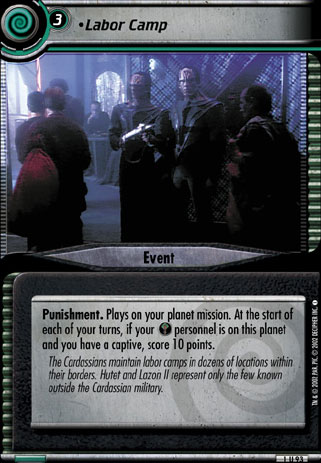 3
•Labor Camp
Event
Punishment. Plays on your planet mission. At the start
of each of your turns, if your personnel is on this planet
and you have a captive, score 10 points.
The Cardassians maintain labor camps in dozens of locations within
their borders. Hutet and Lazon II represent only the few known
outside the Cardassian military.
TM & © 2002 PAR. PIC. © 2002 DECIPHER INC.
1 U 93